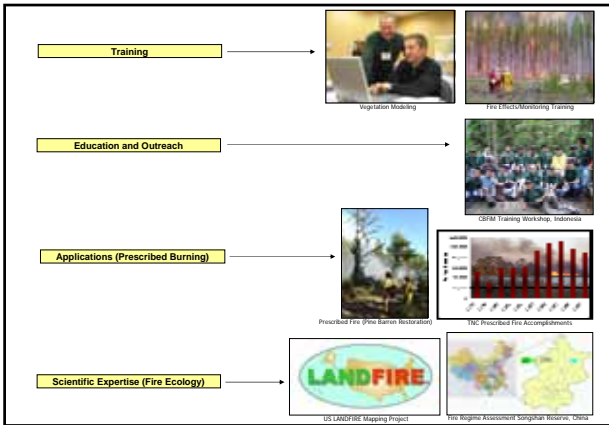 Training
Vegetation Modeling
Fire Effects/Monitoring Training
Education and Outreach
CBFiM Training Workshop, Indonesia
Applications (Prescribed Burning)
Prescribed Fire (Pine Barren Restoration)
TNC Prescribed Fire Accomplishments
Scientific Expertise (Fire Ecology)
LANDFIRE
US LANDFIRE Mapping Project
Fire Regime Assessment Songshan Reserve, China